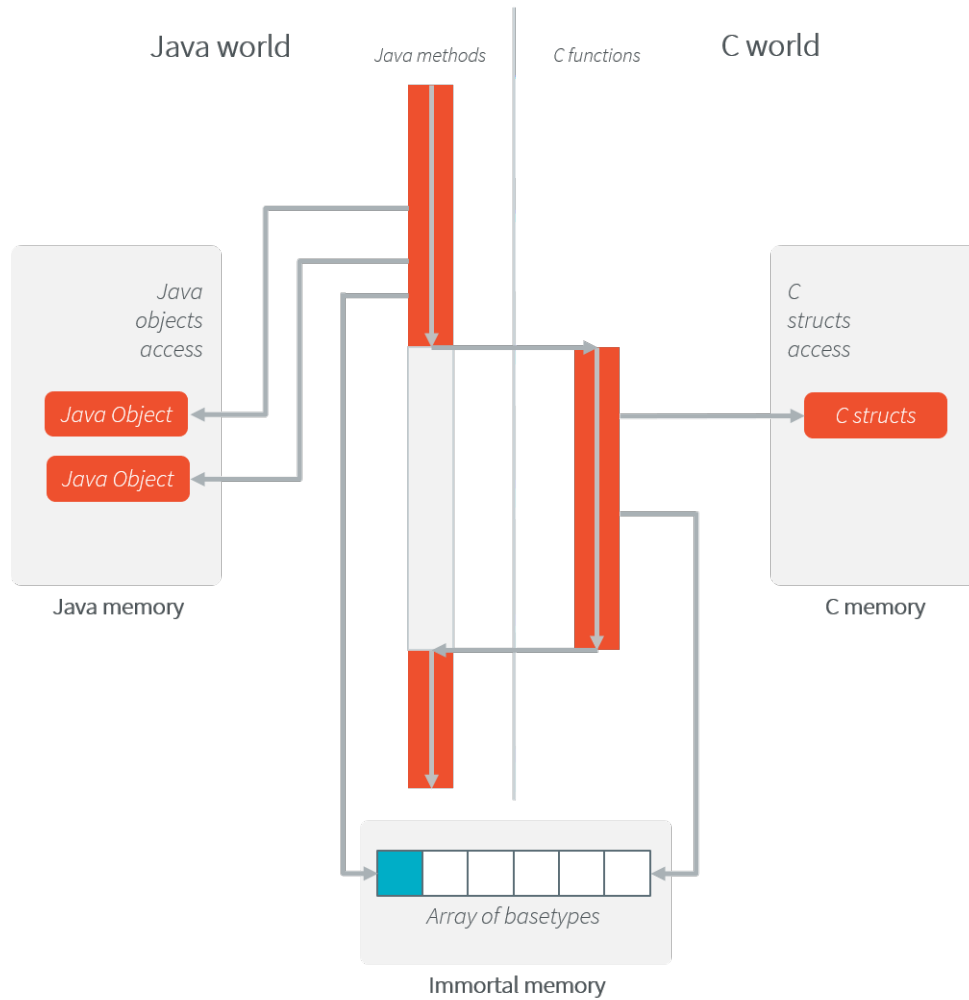 Java world
Java methods
C functions
C world
Java
objects
access
Java Object
Java Object
Java memory
C
structs
access
C structs
C memory
Array of basetypes
Immortal memory